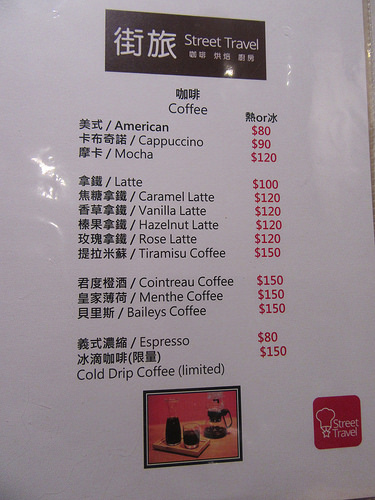 街旅 Street Travel
咖啡 烘焙 廚房
咖啡
Coffee
熱or冰
美式 / American $80
卡布奇諾 / Cappuccino $90
摩卡 / Mocha $120
拿鐵 / Latte $100
焦糖拿鐵 / Caramel Latte $120
香草拿鐵 / Vanilla Latte $120
榛果拿鐵 / Hazelnut Latte $120
玫瑰拿鐵 / Rose Latte $120
提拉米蘇 / Tiramisu Coffee $150
君度橙酒 / Cointreau Coffee $150
皇家薄荷 / Menthe Coffee $150
貝里斯 / Baileys Coffee $150
義式濃縮 / Espresso $80
冰滴咖啡(限量) $150
Cold Drip Coffee (limited)
Street
Travel